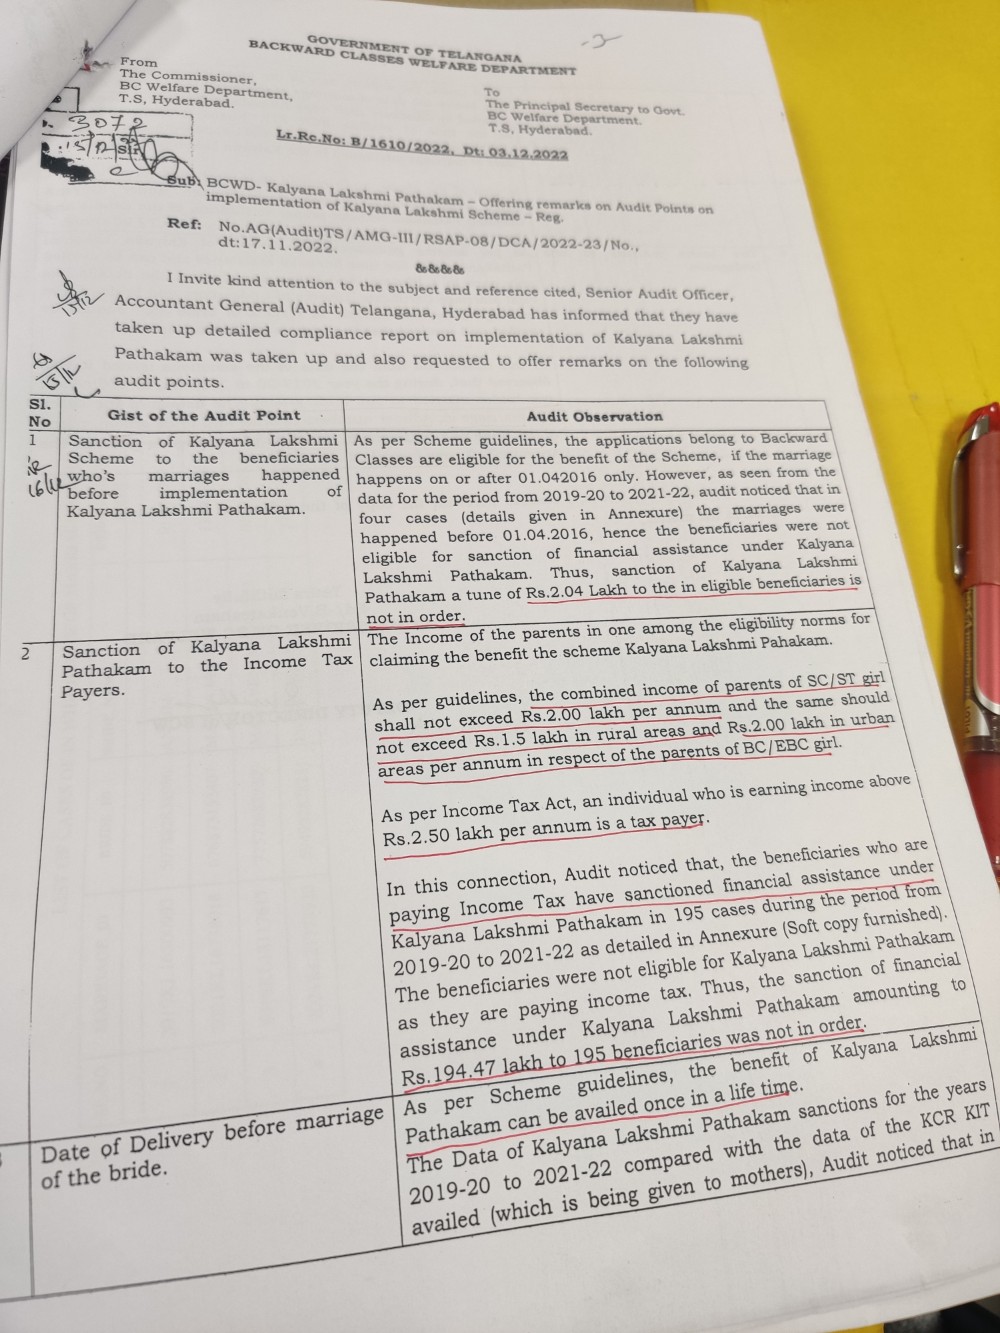 GOVERNMENT OF TELANGANA
BACKWARD CLASSES WELFARE DEPARTMENT
-3-
From
The Commissioner,
BC Welfare Department,
T.S, Hyderabad.
To
The Principal Secretary to Govt.
BC Welfare Department.
T.S, Hyderabad.
3072
15/12
Lr.Rc.No: B/1610/2022, Dt: 03.12.2022
Sir,
Sub: BCWD- Kalyana Lakshmi Pathakam – Offering remarks on Audit Points on
implementation of Kalyana Lakshmi Scheme – Reg.
Ref: No.AG(Audit)TS/AMG-III/RSAP-08/DCA/2022-23/No.,
dt:17.11.2022.
&&&&
I Invite kind attention to the subject and reference cited, Senior Audit Officer,
Accountant General (Audit) Telangana, Hyderabad has informed that they have
taken up detailed compliance report on implementation of Kalyana Lakshmi
Pathakam was taken up and also requested to offer remarks on the following
audit points.
15/12
15/12
Sl.
No
Gist of the Audit Point
Audit Observation
1
Sanction of Kalyana Lakshmi
Scheme to the beneficiaries
who's marriages happened
before implementation of
Kalyana Lakshmi Pathakam.
16/12
As per Scheme guidelines, the applications belong to Backward
Classes are eligible for the benefit of the Scheme, if the marriage
happens on or after 01.042016 only. However, as seen from the
data for the period from 2019-20 to 2021-22, audit noticed that in
four cases (details given in Annexure) the marriages were
happened before 01.04.2016, hence the beneficiaries were not
eligible for sanction of financial assistance under Kalyana
Lakshmi Pathakam. Thus, sanction of Kalyana Lakshmi
Pathakam a tune of Rs.2.04 Lakh to the in eligible beneficiaries is
not in order.
2
Sanction of Kalyana Lakshmi
Pathakam to the Income Tax
Payers.
The Income of the parents in one among the eligibility norms for
claiming the benefit the scheme Kalyana Lakshmi Pahakam.
As per guidelines, the combined income of parents of SC/ST girl
shall not exceed Rs.2.00 lakh per annum and the same should
not exceed Rs.1.5 lakh in rural areas and Rs.2.00 lakh in urban
areas per annum in respect of the parents of BC/EBC girl.
As per Income Tax Act, an individual who is earning income above
Rs.2.50 lakh per annum is a tax payer.
In this connection, Audit noticed that, the beneficiaries who are
paying Income Tax have sanctioned financial assistance under
Kalyana Lakshmi Pathakam in 195 cases during the period from
2019-20 to 2021-22 as detailed in Annexure (Soft copy furnished).
The beneficiaries were not eligible for Kalyana Lakshmi Pathakam
as they are paying income tax. Thus, the sanction of financial
assistance under Kalyana Lakshmi Pathakam amounting to
Rs.194.47 lakh to 195 beneficiaries was not in order.
Date of Delivery before marriage
of the bride.
As per Scheme guidelines, the benefit of Kalyana Lakshmi
Pathakam can be availed once in a life time.
The Data of Kalyana Lakshmi Pathakam sanctions for the years
2019-20 to 2021-22 compared with the data of the KCR KIT
availed (which is being given to mothers), Audit noticed that in